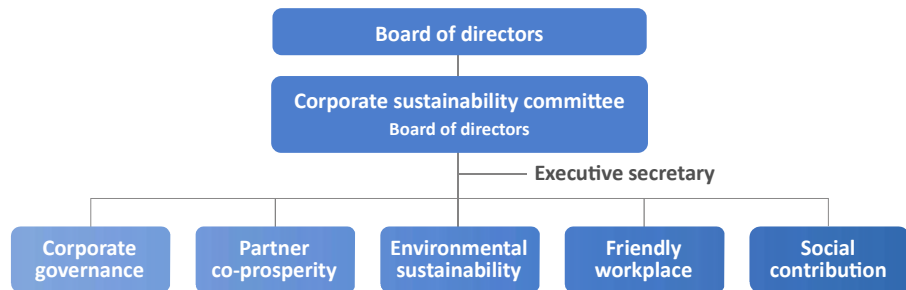 Board of directors
Corporate sustainability committee
Board of directors
Executive secretary
Corporate
governance
Partner
co-prosperity
Environmental
sustainability
Friendly
workplace
Social
contribution